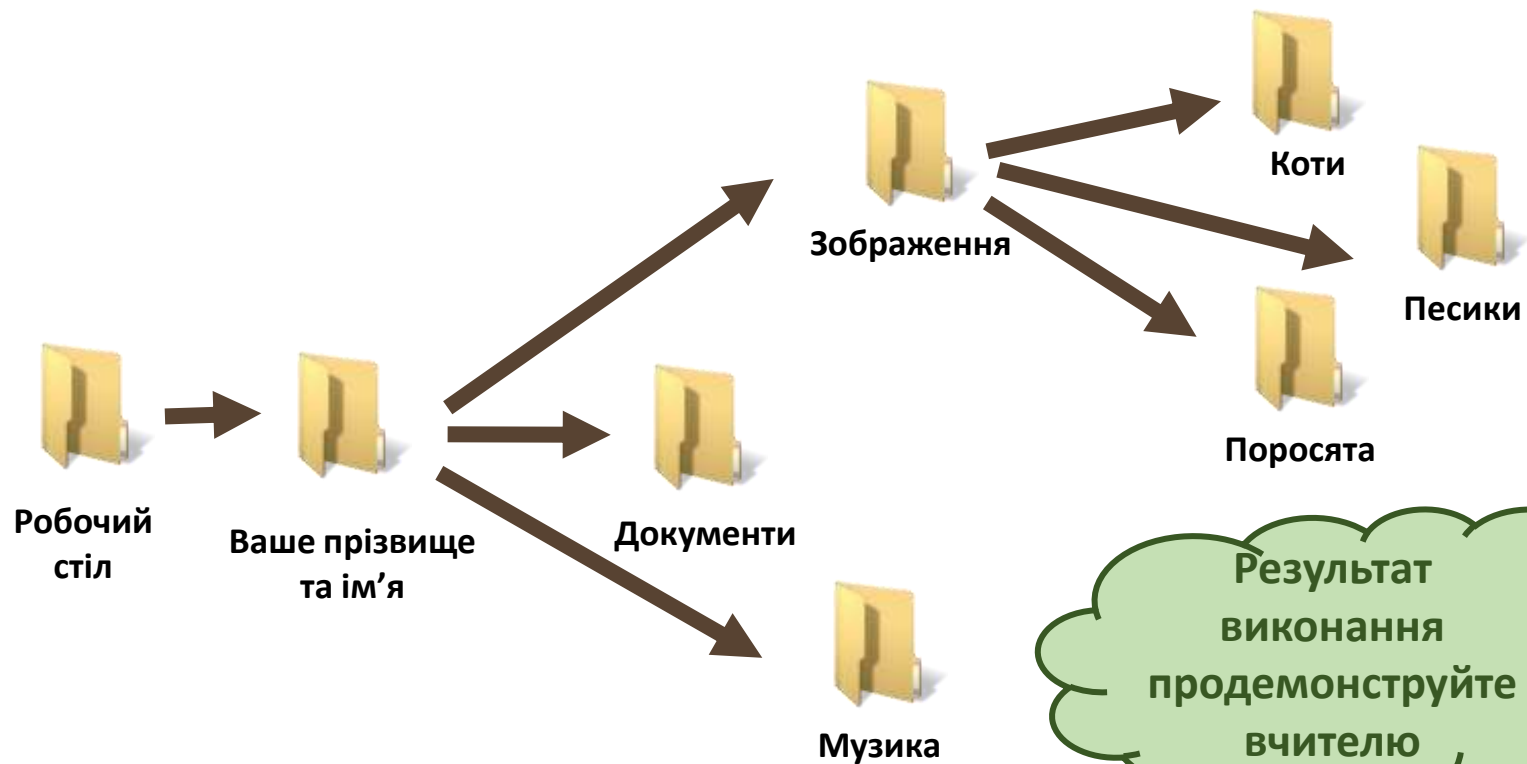 Коти
Зображення
Песики
Поросята
Робочий
стіл
Ваше прізвище
та ім’я
Документи
Музика
Результат
виконання
продемонструйте
вчителю